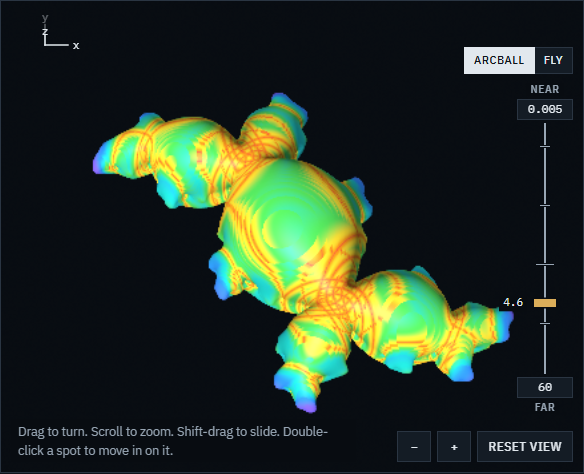 y
z
x
ARCBALL FLY
NEAR
0.005
4.6
60
FAR
Drag to turn. Scroll to zoom. Shift-drag to slide. Double-
click a spot to move in on it.
– + RESET VIEW